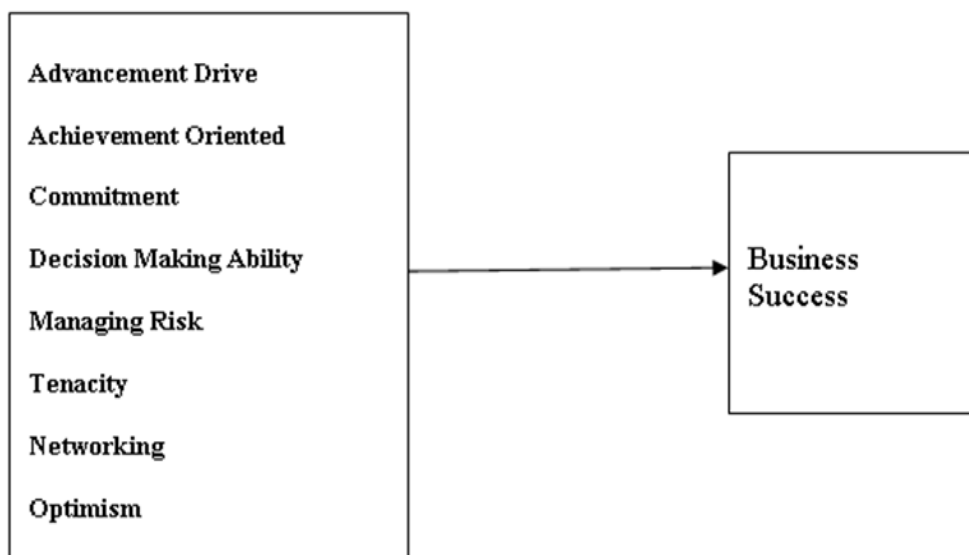 Advancement Drive
Achievement Oriented
Commitment
Decision Making Ability
Managing Risk
Tenacity
Networking
Optimism
Business
Success